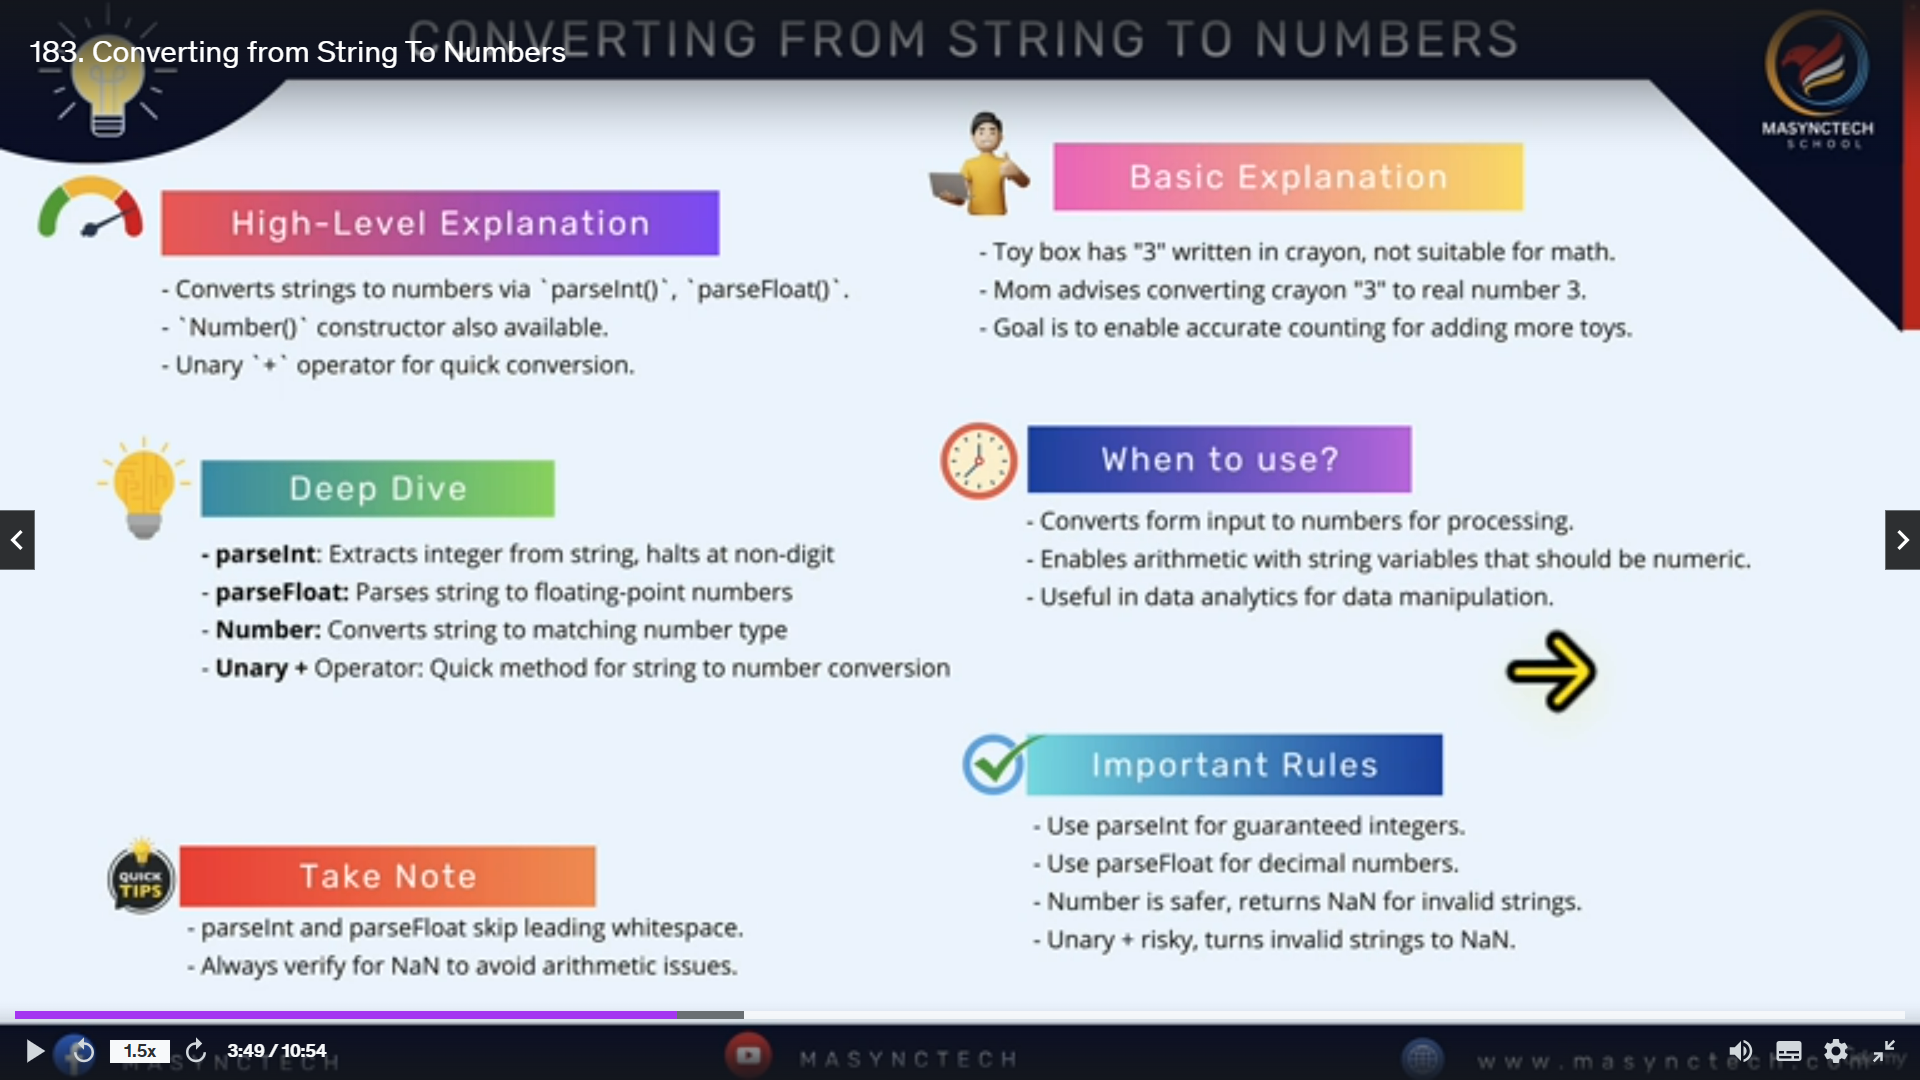 CONVERTING FROM STRING TO NUMBERS
183. Converting from String To Numbers
MASYNCTECH
SCHOOL
High-Level Explanation
- Converts strings to numbers via `parseInt()`, `parseFloat()`.
- `Number()` constructor also available.
- Unary `+` operator for quick conversion.
Basic Explanation
- Toy box has "3" written in crayon, not suitable for math.
- Mom advises converting crayon "3" to real number 3.
- Goal is to enable accurate counting for adding more toys.
Deep Dive
- parseInt: Extracts integer from string, halts at non-digit
- parseFloat: Parses string to floating-point numbers
- Number: Converts string to matching number type
- Unary + Operator: Quick method for string to number conversion
When to use?
- Converts form input to numbers for processing.
- Enables arithmetic with string variables that should be numeric.
- Useful in data analytics for data manipulation.
QUICK
TIPS
Take Note
- parseInt and parseFloat skip leading whitespace.
- Always verify for NaN to avoid arithmetic issues.
Important Rules
- Use parseInt for guaranteed integers.
- Use parseFloat for decimal numbers.
- Number is safer, returns NaN for invalid strings.
- Unary + risky, turns invalid strings to NaN.
1.5x
3:49 / 10:54
MASYNCTECH
MASYNCTECH
www.masynctech.com